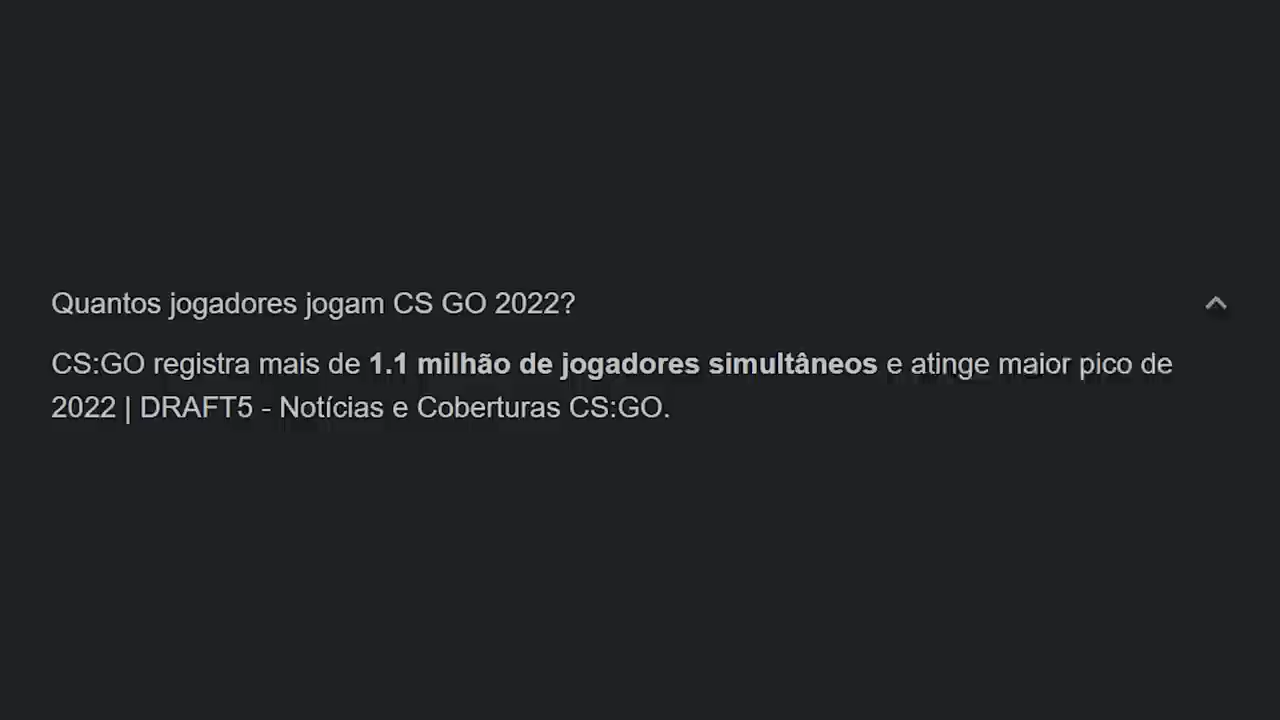 Quantos jogadores jogam CS GO 2022?
CS:GO registra mais de 1.1 milhão de jogadores simultâneos e atinge maior pico de
2022 | DRAFT5 - Notícias e Coberturas CS:GO.